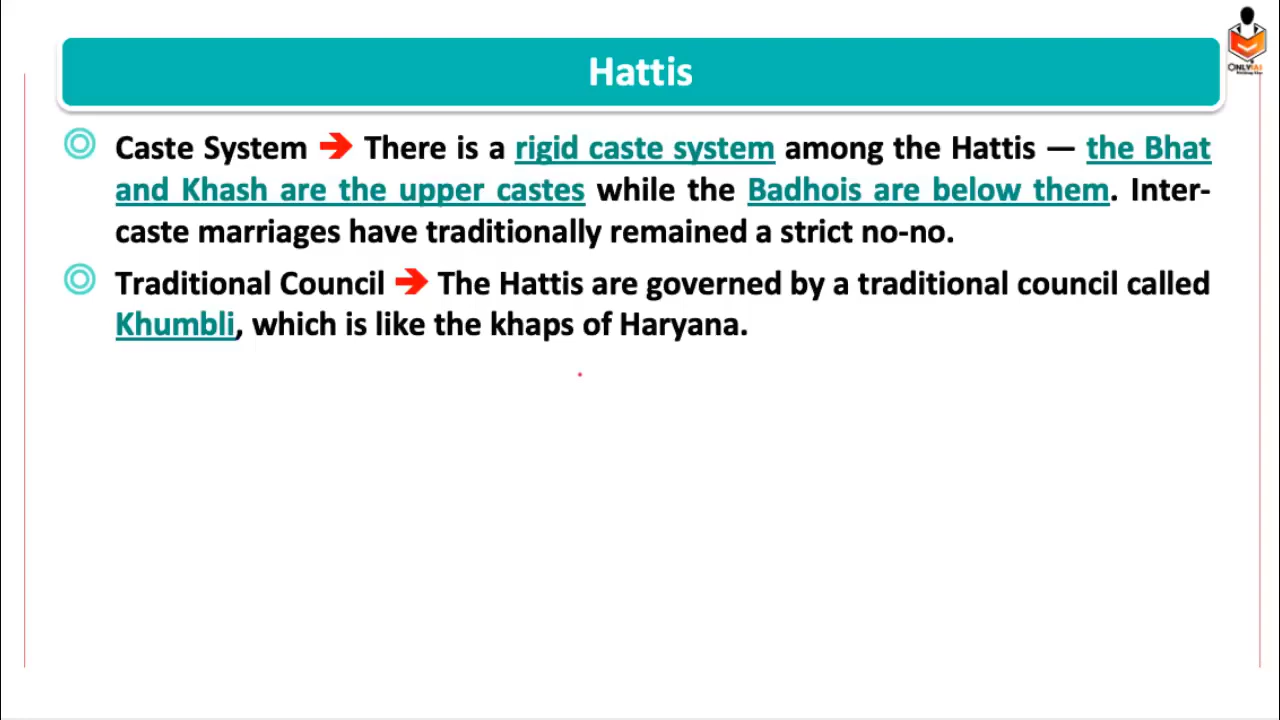 Hattis
ONLYIAS
Caste System ➔ There is a rigid caste system among the Hattis — the Bhat
and Khash are the upper castes while the Badhois are below them. Inter-
caste marriages have traditionally remained a strict no-no.
Traditional Council ➔ The Hattis are governed by a traditional council called
Khumbli, which is like the khaps of Haryana.